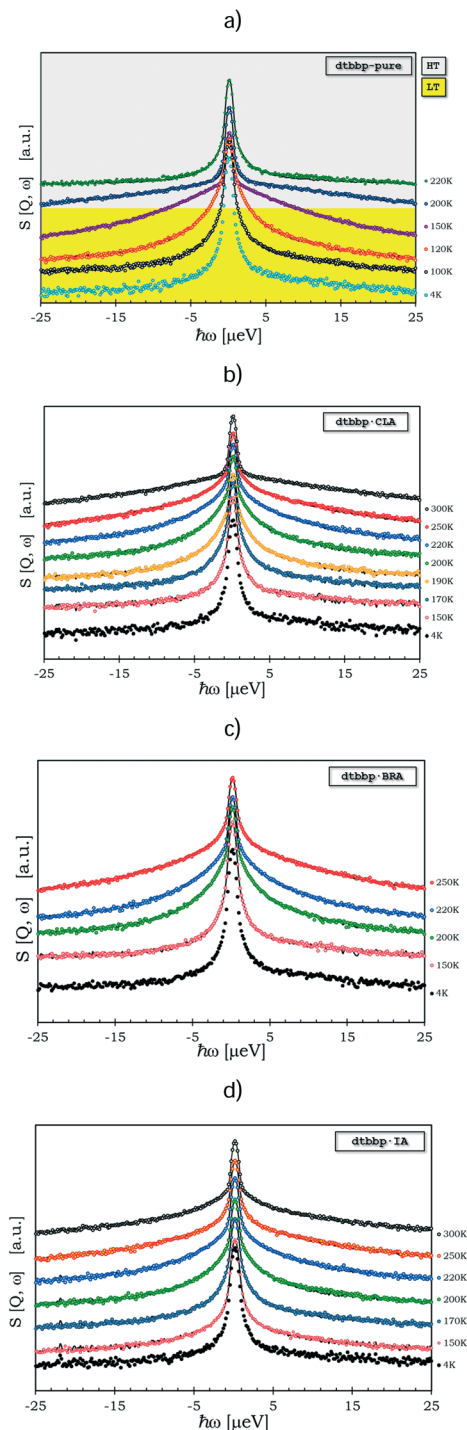 a)
dtbbp-pure
HT
LT
S [Q, ω] [a.u.]
220K
200K
150K
120K
100K
4K
-25 -15 -5 5 15 25
ħω [μeV]
b)
dtbbp·CLA
S [Q, ω] [a.u.]
300K
250K
220K
200K
190K
170K
150K
4K
-25 -15 -5 5 15 25
ħω [μeV]
c)
dtbbp·BRA
S [Q, ω] [a.u.]
250K
220K
200K
150K
4K
-25 -15 -5 5 15 25
ħω [μeV]
d)
dtbbp·IA
S [Q, ω] [a.u.]
300K
250K
220K
200K
170K
150K
4K
-25 -15 -5 5 15 25
ħω [μeV]